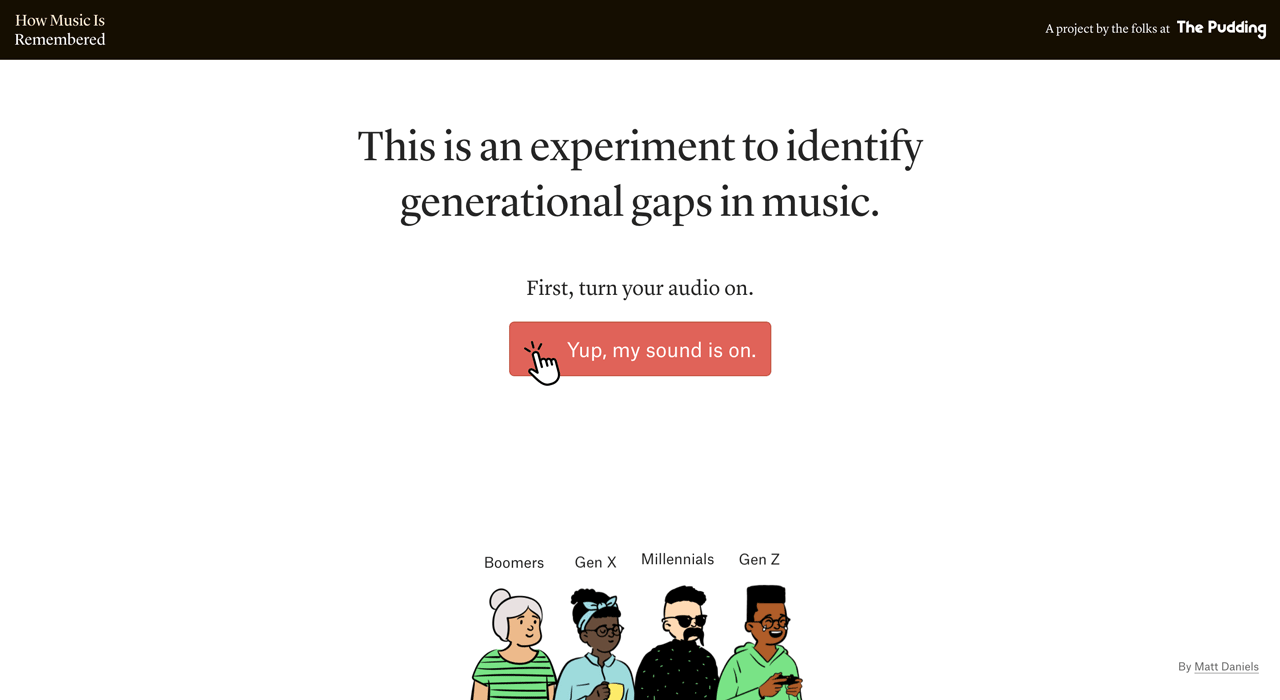 How Music Is
Remembered
A project by the folks at The Pudding
This is an experiment to identify
generational gaps in music.
First, turn your audio on.
Yup, my sound is on.
Boomers
Gen X
Millennials
Gen Z
By Matt Daniels